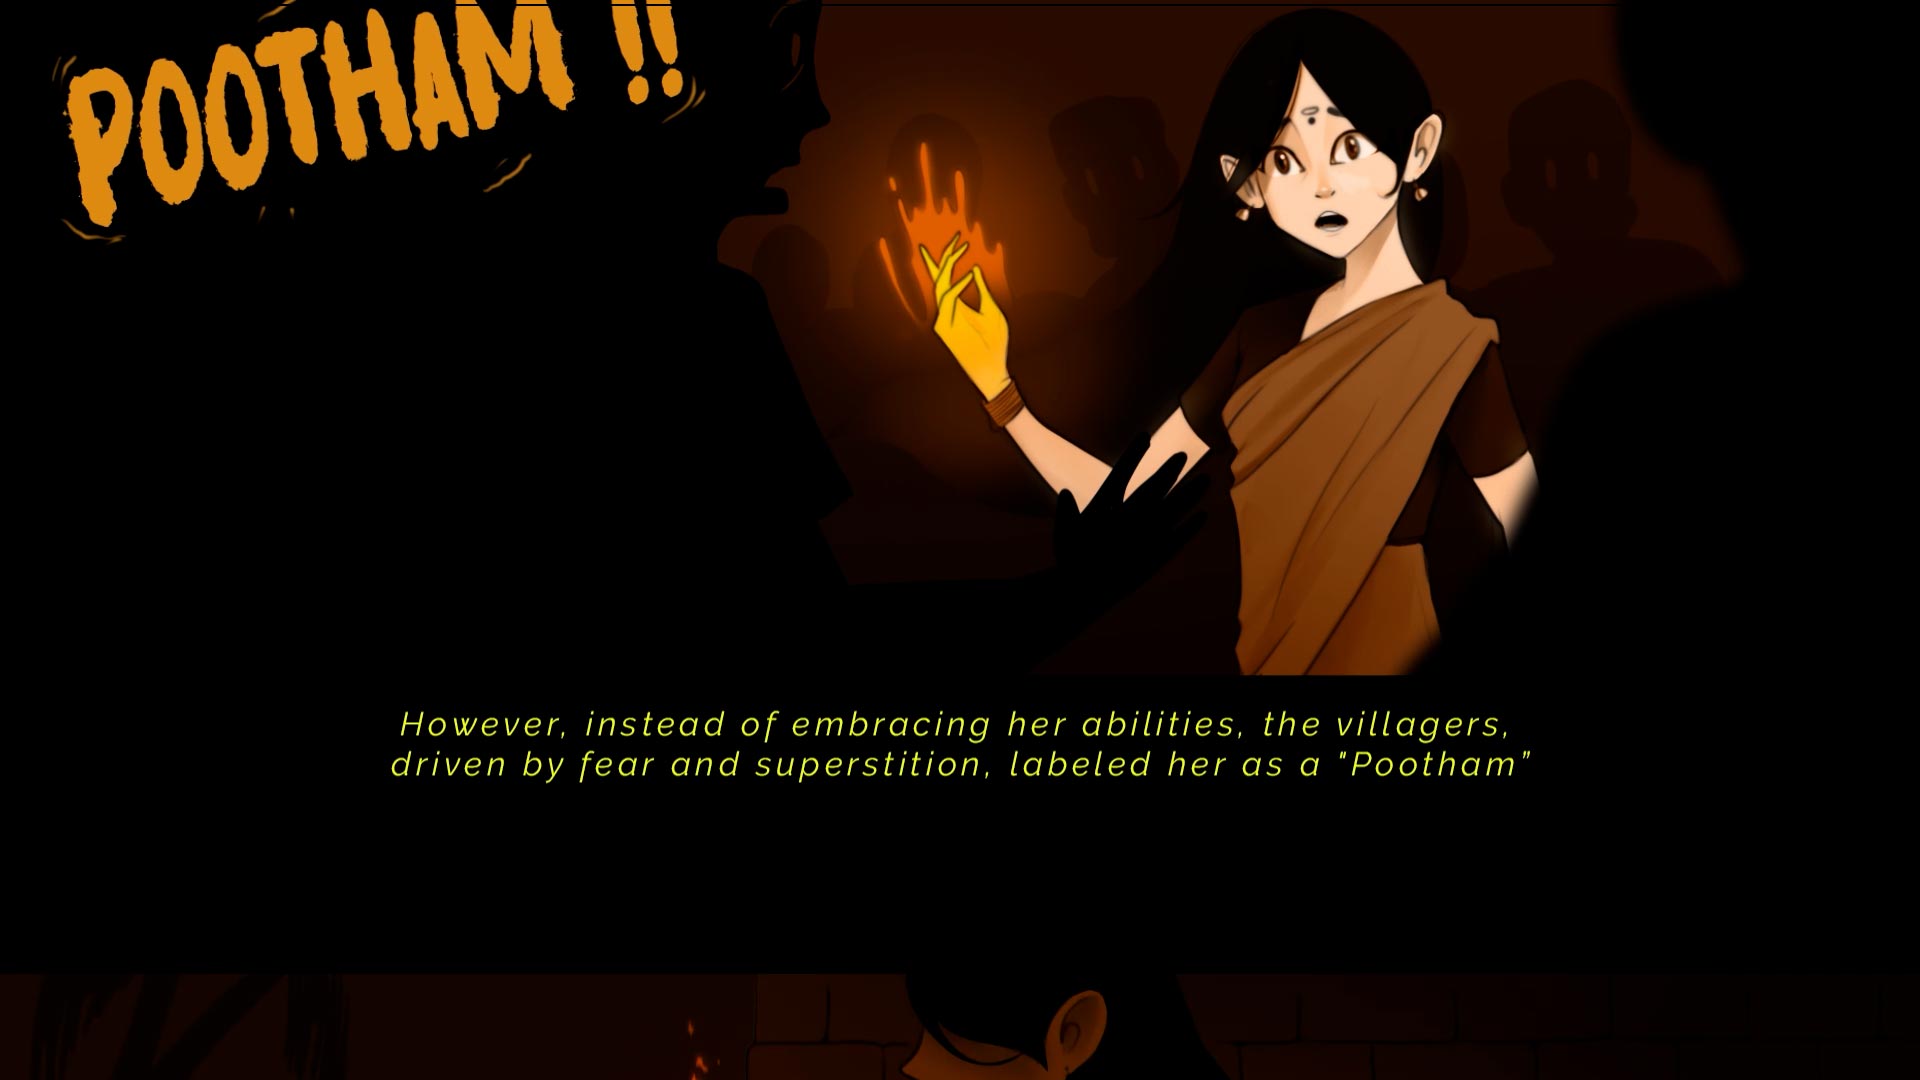 POOTHAM !!
However, instead of embracing her abilities, the villagers,
driven by fear and superstition, labeled her as a "Pootham”